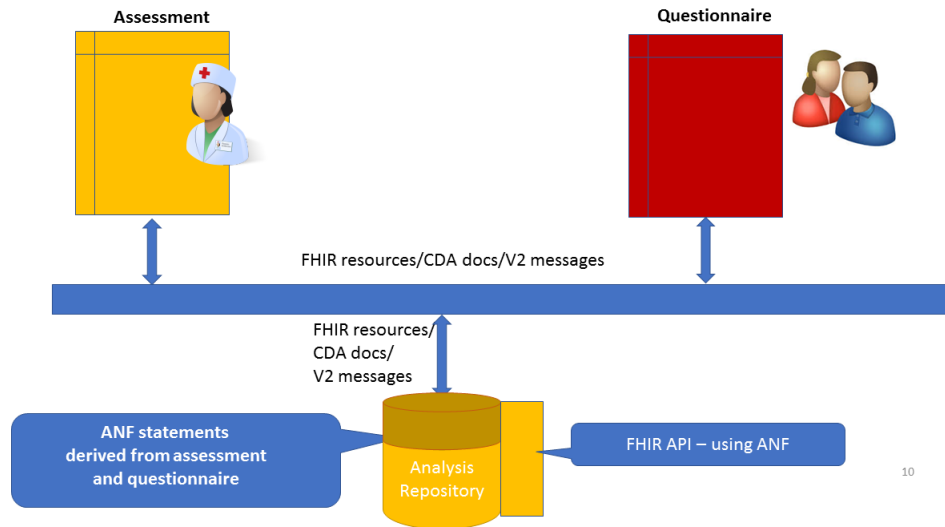 Assessment
Questionnaire
FHIR resources/CDA docs/V2 messages
FHIR resources/
CDA docs/
V2 messages
ANF statements
derived from assessment
and questionnaire
Analysis
Repository
FHIR API – using ANF
10